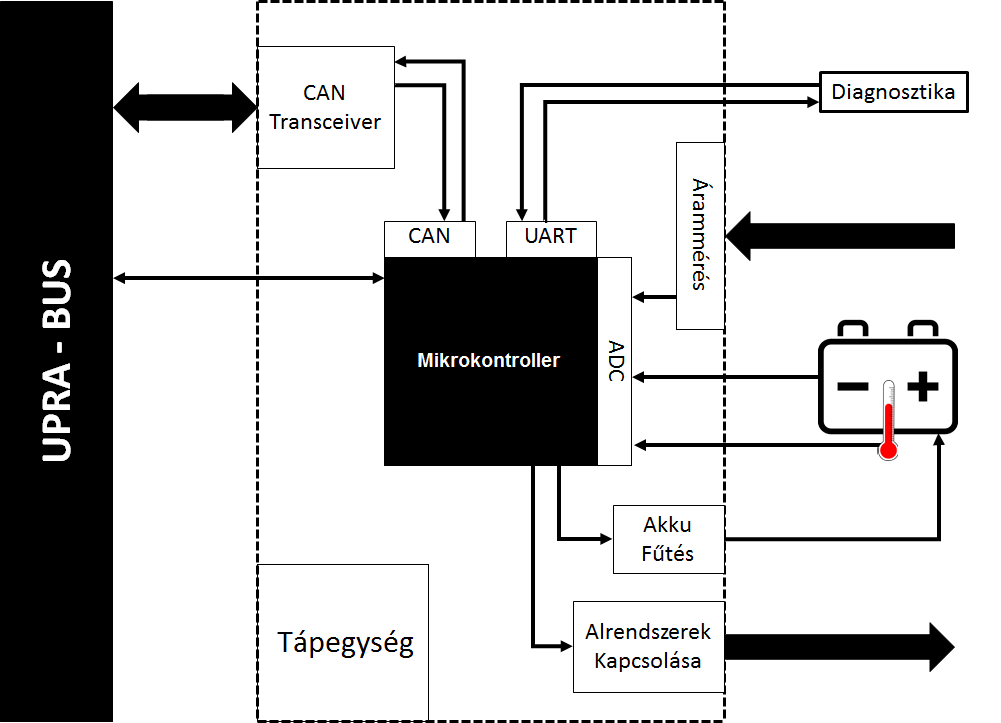 UPRA - BUS
CAN
Transceiver
Diagnosztika
Árammérés
CAN
UART
Mikrokontroller
ADC
Akku
Fűtés
Tápegység
Alrendszerek
Kapcsolása